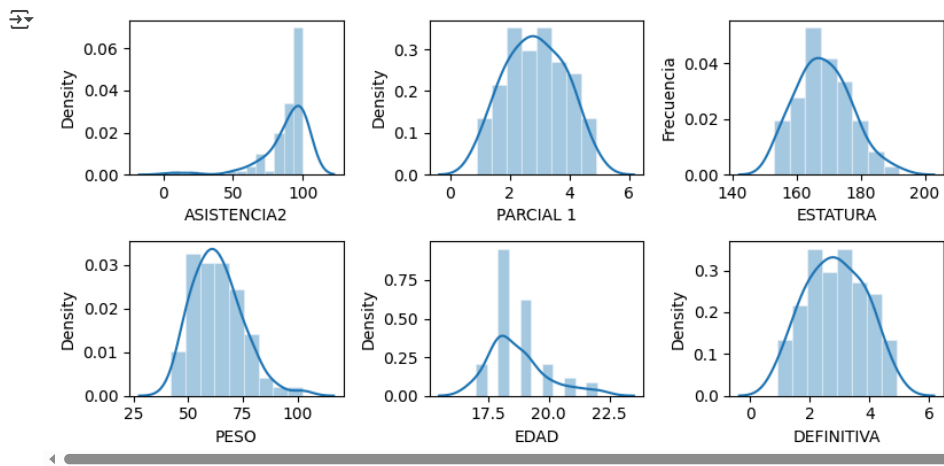 0.06
0.04
0.02
0.00
Density
0 50 100
ASISTENCIA2
0.3
0.2
0.1
0.0
Density
0 2 4 6
PARCIAL 1
0.04
0.02
0.00
Frecuencia
140 160 180 200
ESTATURA
0.03
0.02
0.01
0.00
Density
25 50 75 100
PESO
0.75
0.50
0.25
0.00
Density
17.5 20.0 22.5
EDAD
0.3
0.2
0.1
0.0
Density
0 2 4 6
DEFINITIVA